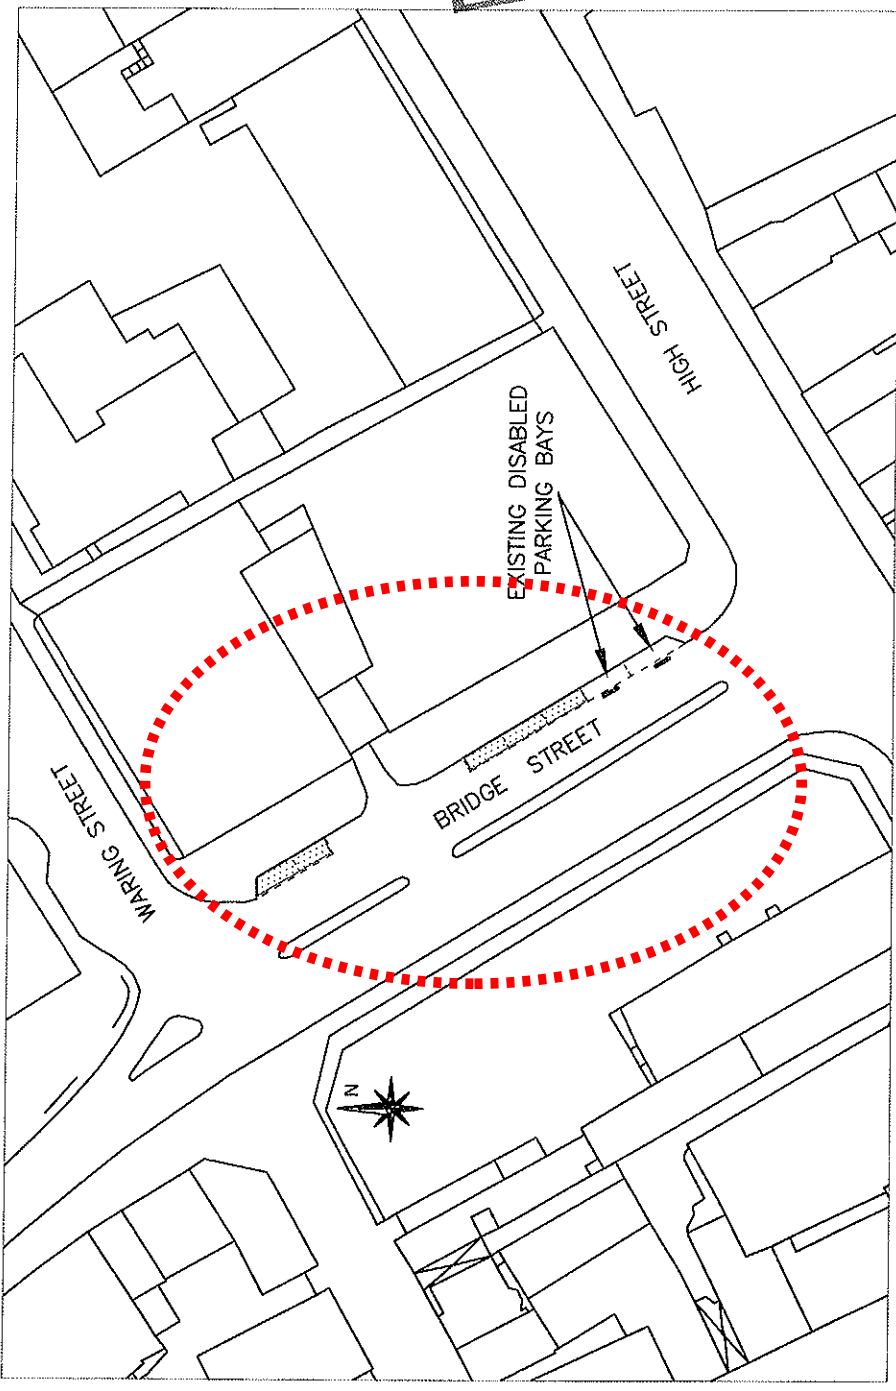 WARING STREET
HIGH STREET
EXISTING DISABLED
PARKING BAYS
BRIDGE STREET
N